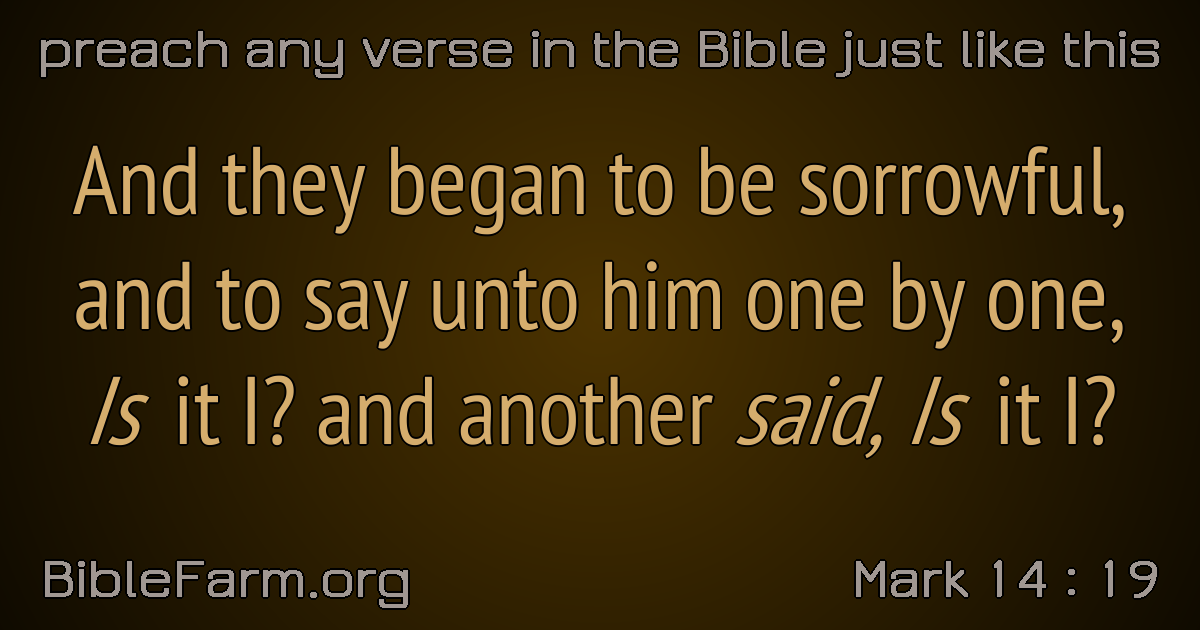 preach any verse in the Bible just like this
And they began to be sorrowful,
and to say unto him one by one,
Is it I? and another said, Is it I?
BibleFarm.org
Mark 14 : 19